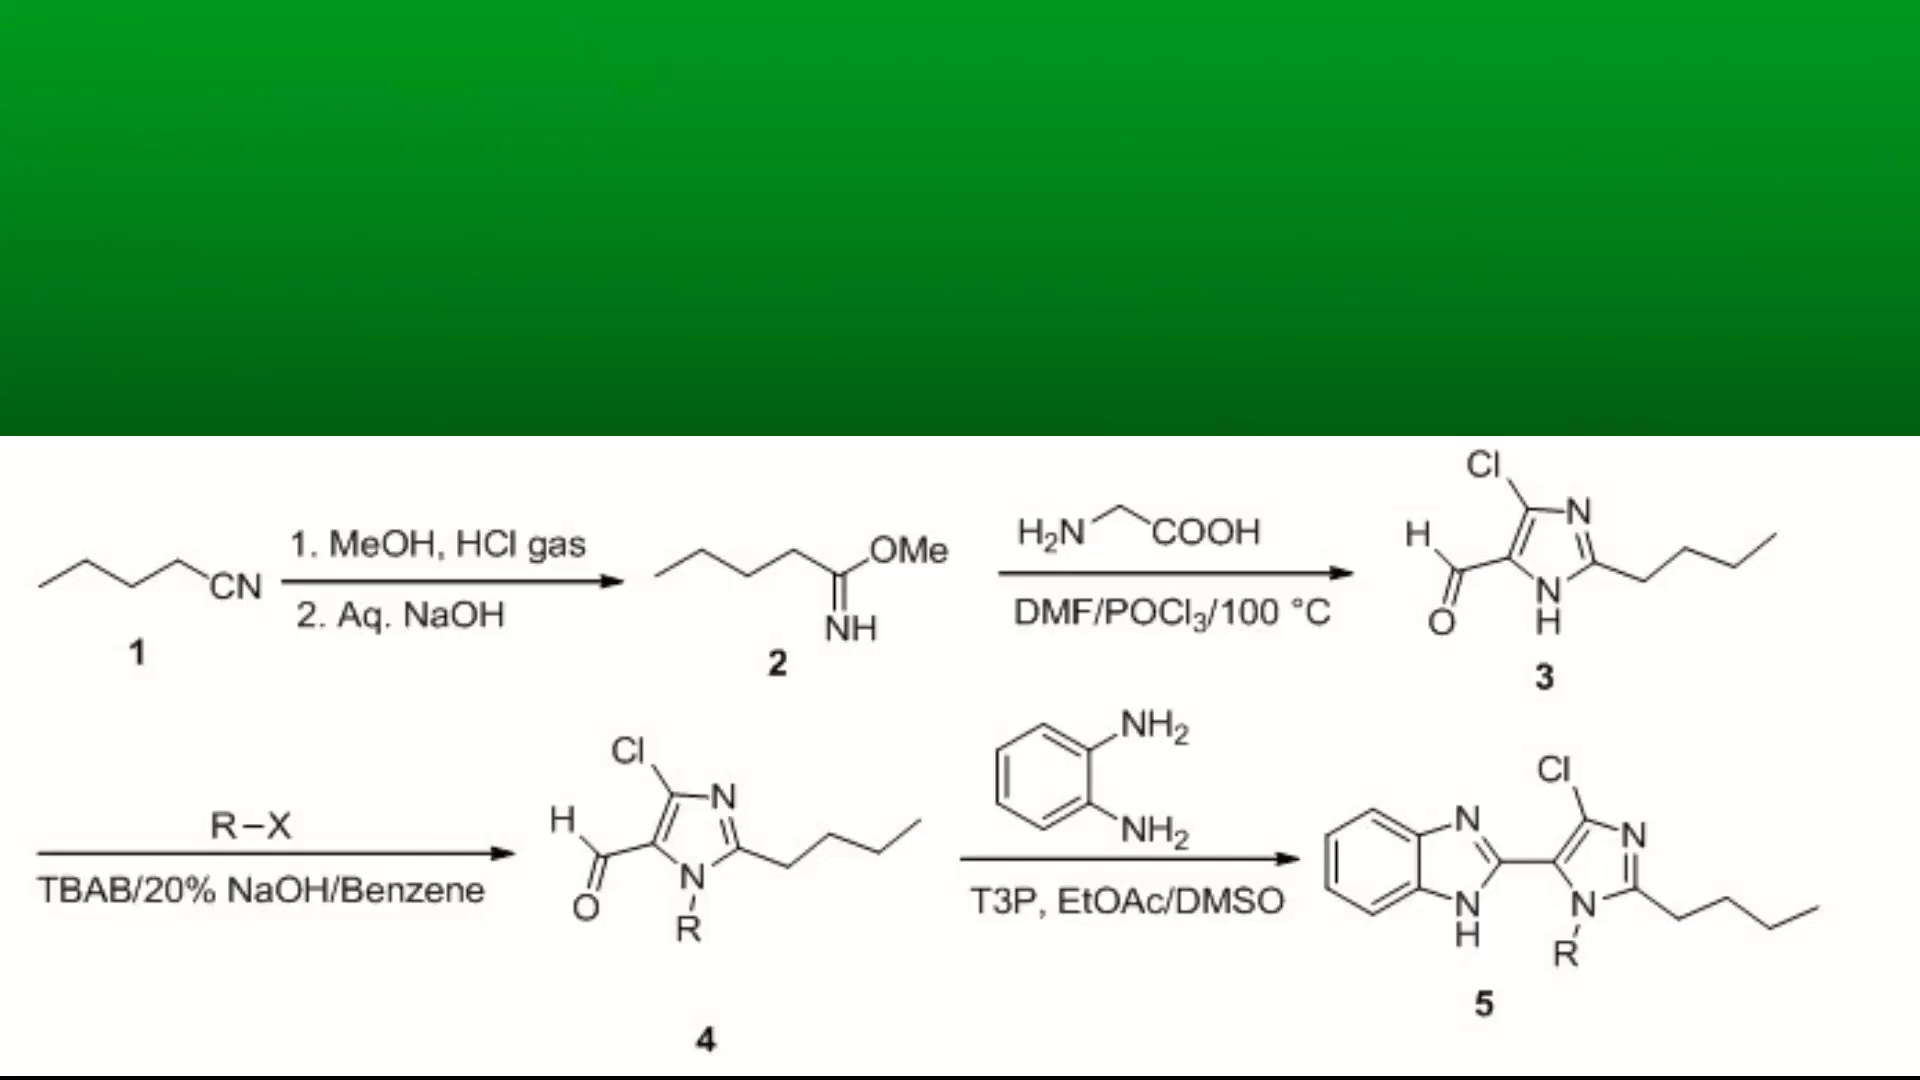 CN
1
1. MeOH, HCl gas
2. Aq. NaOH
OMe
NH
2
H₂N COOH
DMF/POCl₃/100 °C
Cl
N
H
O
N
H
3
R–X
TBAB/20% NaOH/Benzene
Cl
N
H
O
N
R
4
NH₂
NH₂
T3P, EtOAc/DMSO
Cl
N
N
N
H
N
R
5